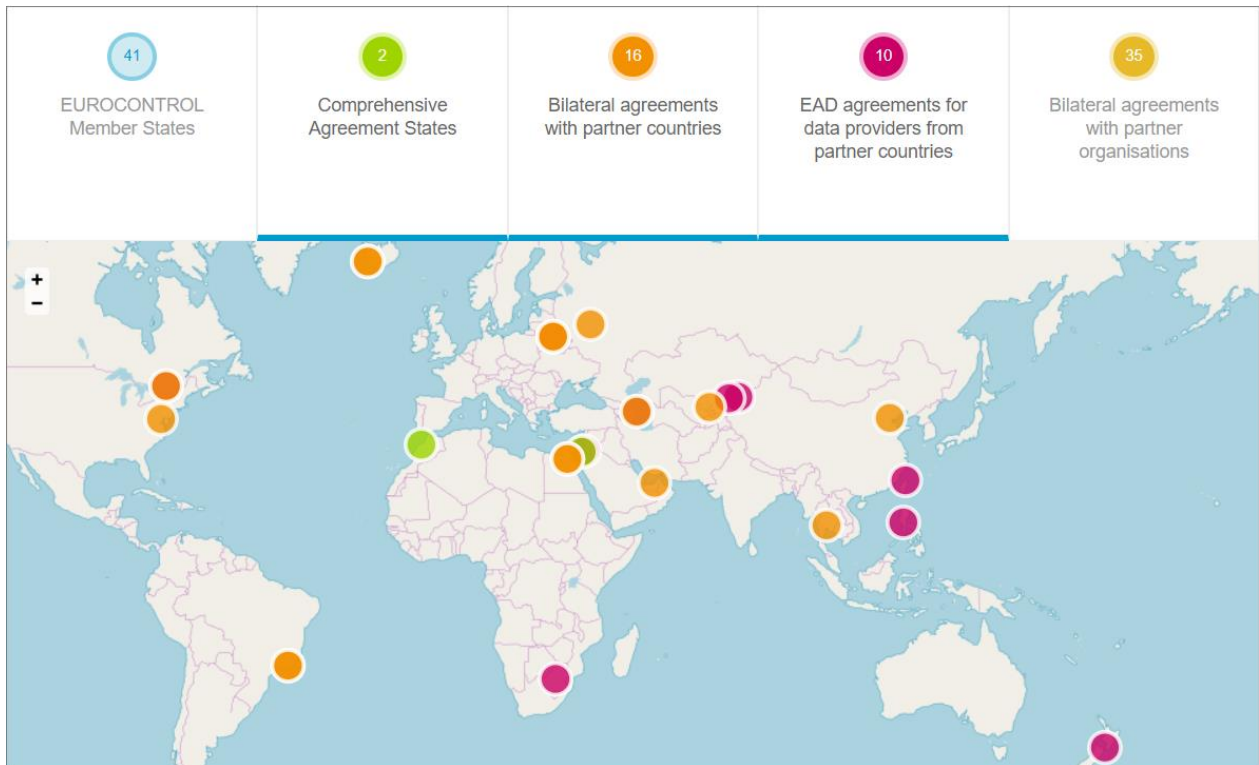 41
EUROCONTROL
Member States
2
Comprehensive
Agreement States
16
Bilateral agreements
with partner countries
10
EAD agreements for
data providers from
partner countries
35
Bilateral agreements
with partner
organisations
+
−